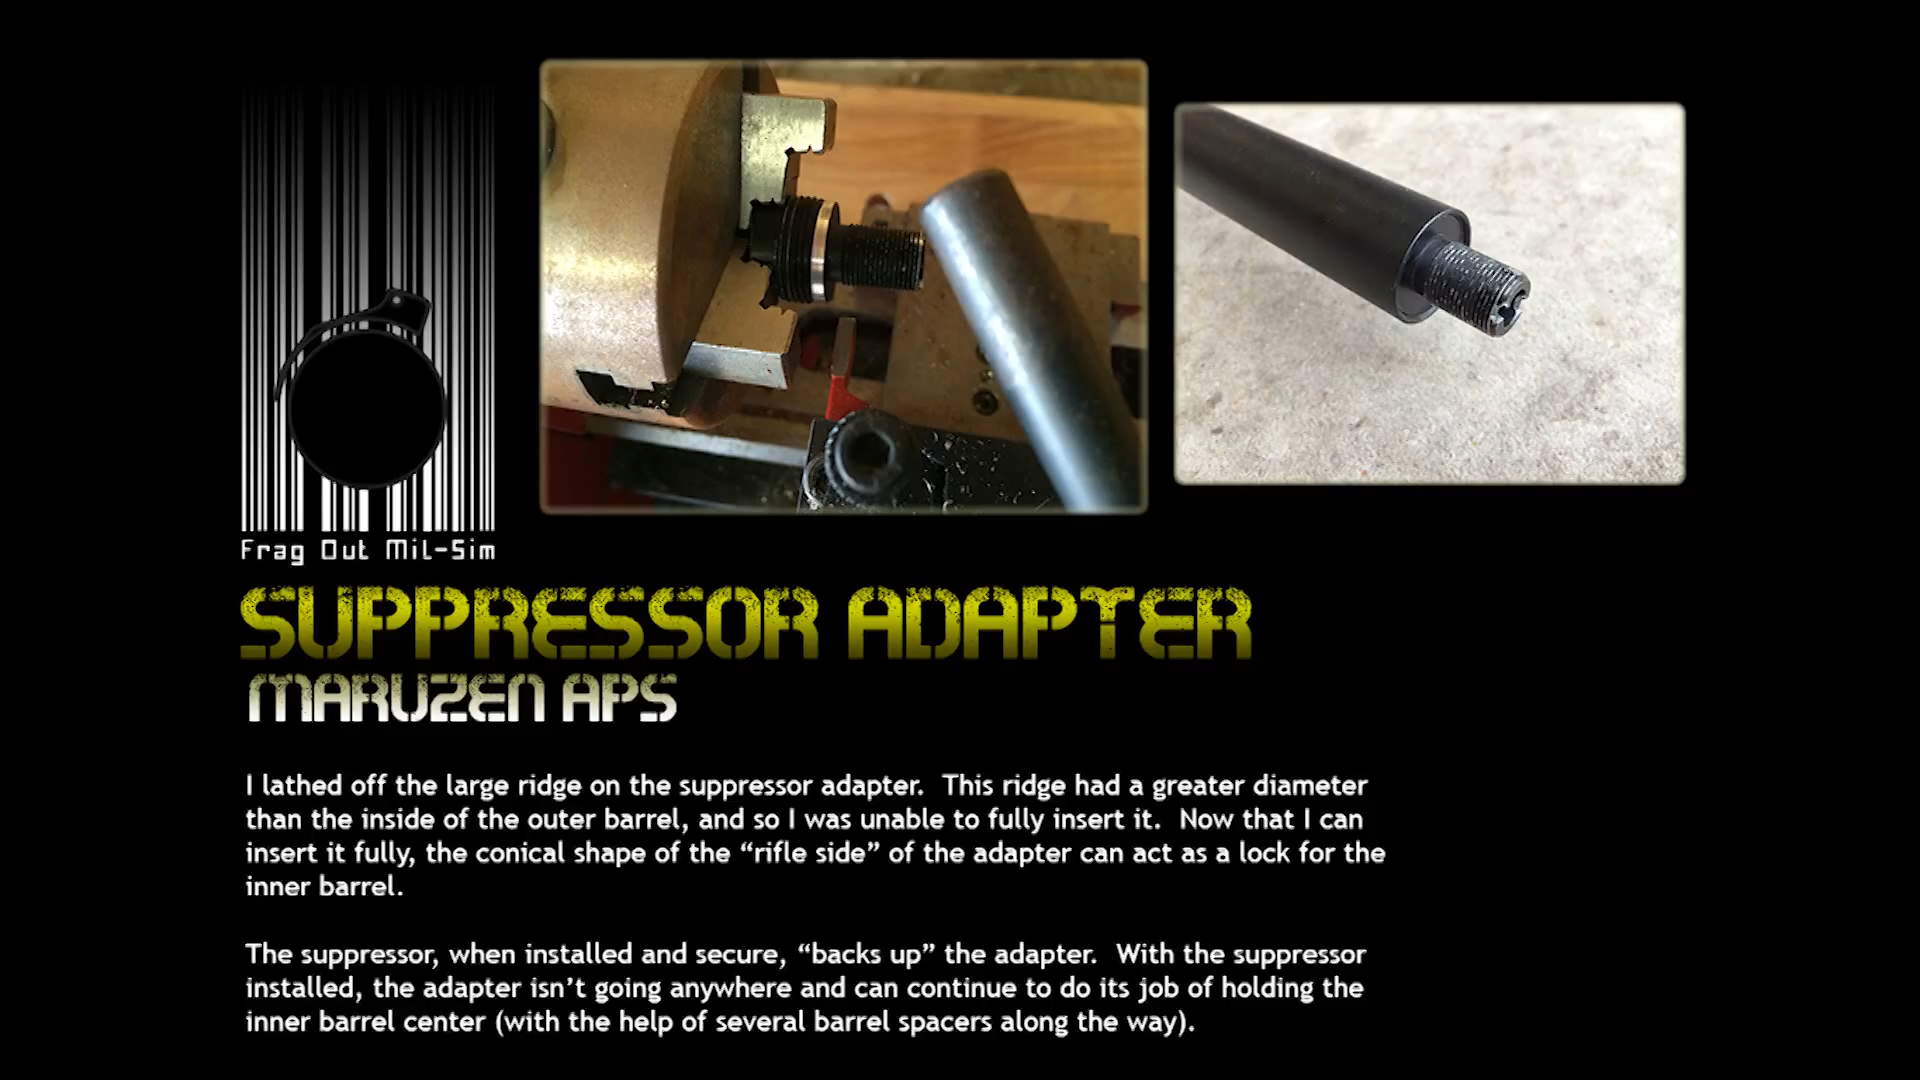 Frag Out Mil-Sim
SUPPRESSOR ADAPTER
MARUZEN APS
I lathed off the large ridge on the suppressor adapter.  This ridge had a greater diameter
than the inside of the outer barrel, and so I was unable to fully insert it.  Now that I can
insert it fully, the conical shape of the “rifle side” of the adapter can act as a lock for the
inner barrel.
The suppressor, when installed and secure, “backs up” the adapter.  With the suppressor
installed, the adapter isn’t going anywhere and can continue to do its job of holding the
inner barrel center (with the help of several barrel spacers along the way).